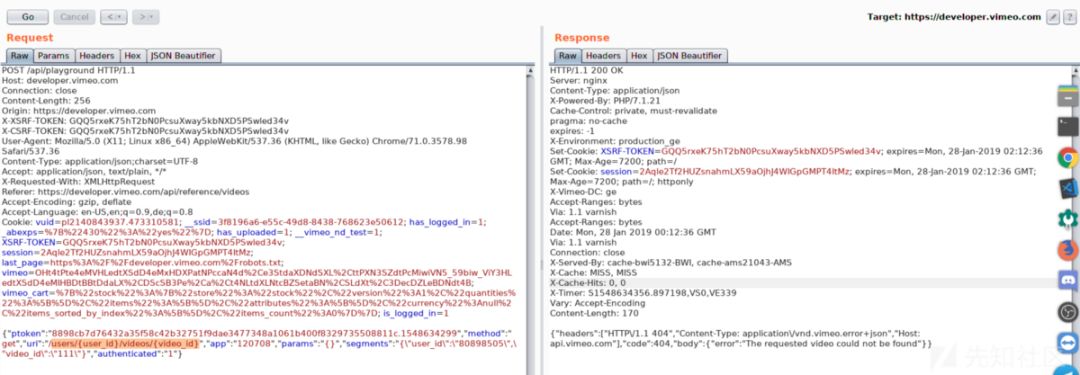 Go Cancel < > Target: https://developer.vimeo.com ?
Request
Raw Params Headers Hex JSON Beautifier
POST /api/playground HTTP/1.1
Host: developer.vimeo.com
Connection: close
Content-Length: 256
Origin: https://developer.vimeo.com
X-XSRF-TOKEN: GQQ5rxeK75hT2bN0PcsuXway5kbNXD5PSwled34v
X-CSRF-TOKEN: GQQ5rxeK75hT2bN0PcsuXway5kbNXD5PSwled34v
User-Agent: Mozilla/5.0 (X11; Linux x86_64) AppleWebKit/537.36 (KHTML, like Gecko) Chrome/71.0.3578.98
Safari/537.36
Content-Type: application/json;charset=UTF-8
Accept: application/json, text/plain, */*
X-Requested-With: XMLHttpRequest
Referer: https://developer.vimeo.com/api/reference/videos
Accept-Encoding: gzip, deflate
Accept-Language: en-US,en;q=0.9,de;q=0.8
Cookie: vuid=pl2140843937.473310581; __ssid=3f8196a6-e55c-49d8-8438-768623e50612; has_logged_in=1;
_abexps=%7B%22430%22%3A%22yes%22%7D; has_uploaded=1; __vimeo_nd_test=1;
XSRF-TOKEN=GQQ5rxeK75hT2bN0PcsuXway5kbNXD5PSwled34v;
session=2Aqle2Tf2HUZsnahmLX59aOjhJ4WIGpGMPT4ltMz;
last_page=https%3A%2F%2Fdeveloper.vimeo.com%2Frobots.txt;
vimeo_cart=%7B%22stock%22%3A%7B%22store%22%3A%22stock%22%2C%22version%22%3A1%2C%22quantities%
22%3A%5B%5D%2C%22items%22%3A%5B%5D%2C%22attributes%22%3A%5B%5D%2C%22currency%22%3Anull%2
C%22items_sorted_by_index%22%3A%5B%5D%2C%22items_count%22%3A0%7D%7D; is_logged_in=1
{"ptoken":"8898cb7d76432a35f58c42b32751f9dae3477348a1061b400f8329735508811c.1548634299","method":"
get","uri":"/users/{user_id}/videos/{video_id}","app":"120708","params":"{}","segments":"{\"user_id\":\"80898505\",\
"video_id\":\"111\"}","authenticated":"1"}
Response
Raw Headers Hex JSON Beautifier
HTTP/1.1 200 OK
Server: nginx
Content-Type: application/json
X-Powered-By: PHP/7.1.21
Cache-Control: private, must-revalidate
pragma: no-cache
expires: -1
X-Environment: production_ge
Set-Cookie: XSRF-TOKEN=GQQ5rxeK75hT2bN0PcsuXway5kbNXD5PSwled34v; expires=Mon, 28-Jan-2019 02:12:36
GMT; Max-Age=7200; path=/
Set-Cookie: session=2Aqle2Tf2HUZsnahmLX59aOjhJ4WIGpGMPT4ltMz; expires=Mon, 28-Jan-2019 02:12:36 GMT;
Max-Age=7200; path=/; httponly
X-Vimeo-DC: ge
Accept-Ranges: bytes
Via: 1.1 varnish
Accept-Ranges: bytes
Date: Mon, 28 Jan 2019 00:12:36 GMT
Via: 1.1 varnish
Connection: close
X-Served-By: cache-bwi5132-BWI, cache-ams21043-AMS
X-Cache: MISS, MISS
X-Cache-Hits: 0, 0
X-Timer: S1548634356.897198,VS0,VE339
Vary: Accept-Encoding
Content-Length: 170
{"headers":["HTTP\/1.1 404","Content-Type: application\/vnd.vimeo.error+json","Host:
api.vimeo.com"],"code":404,"body":{"error":"The requested video could not be found"}}
先知社区